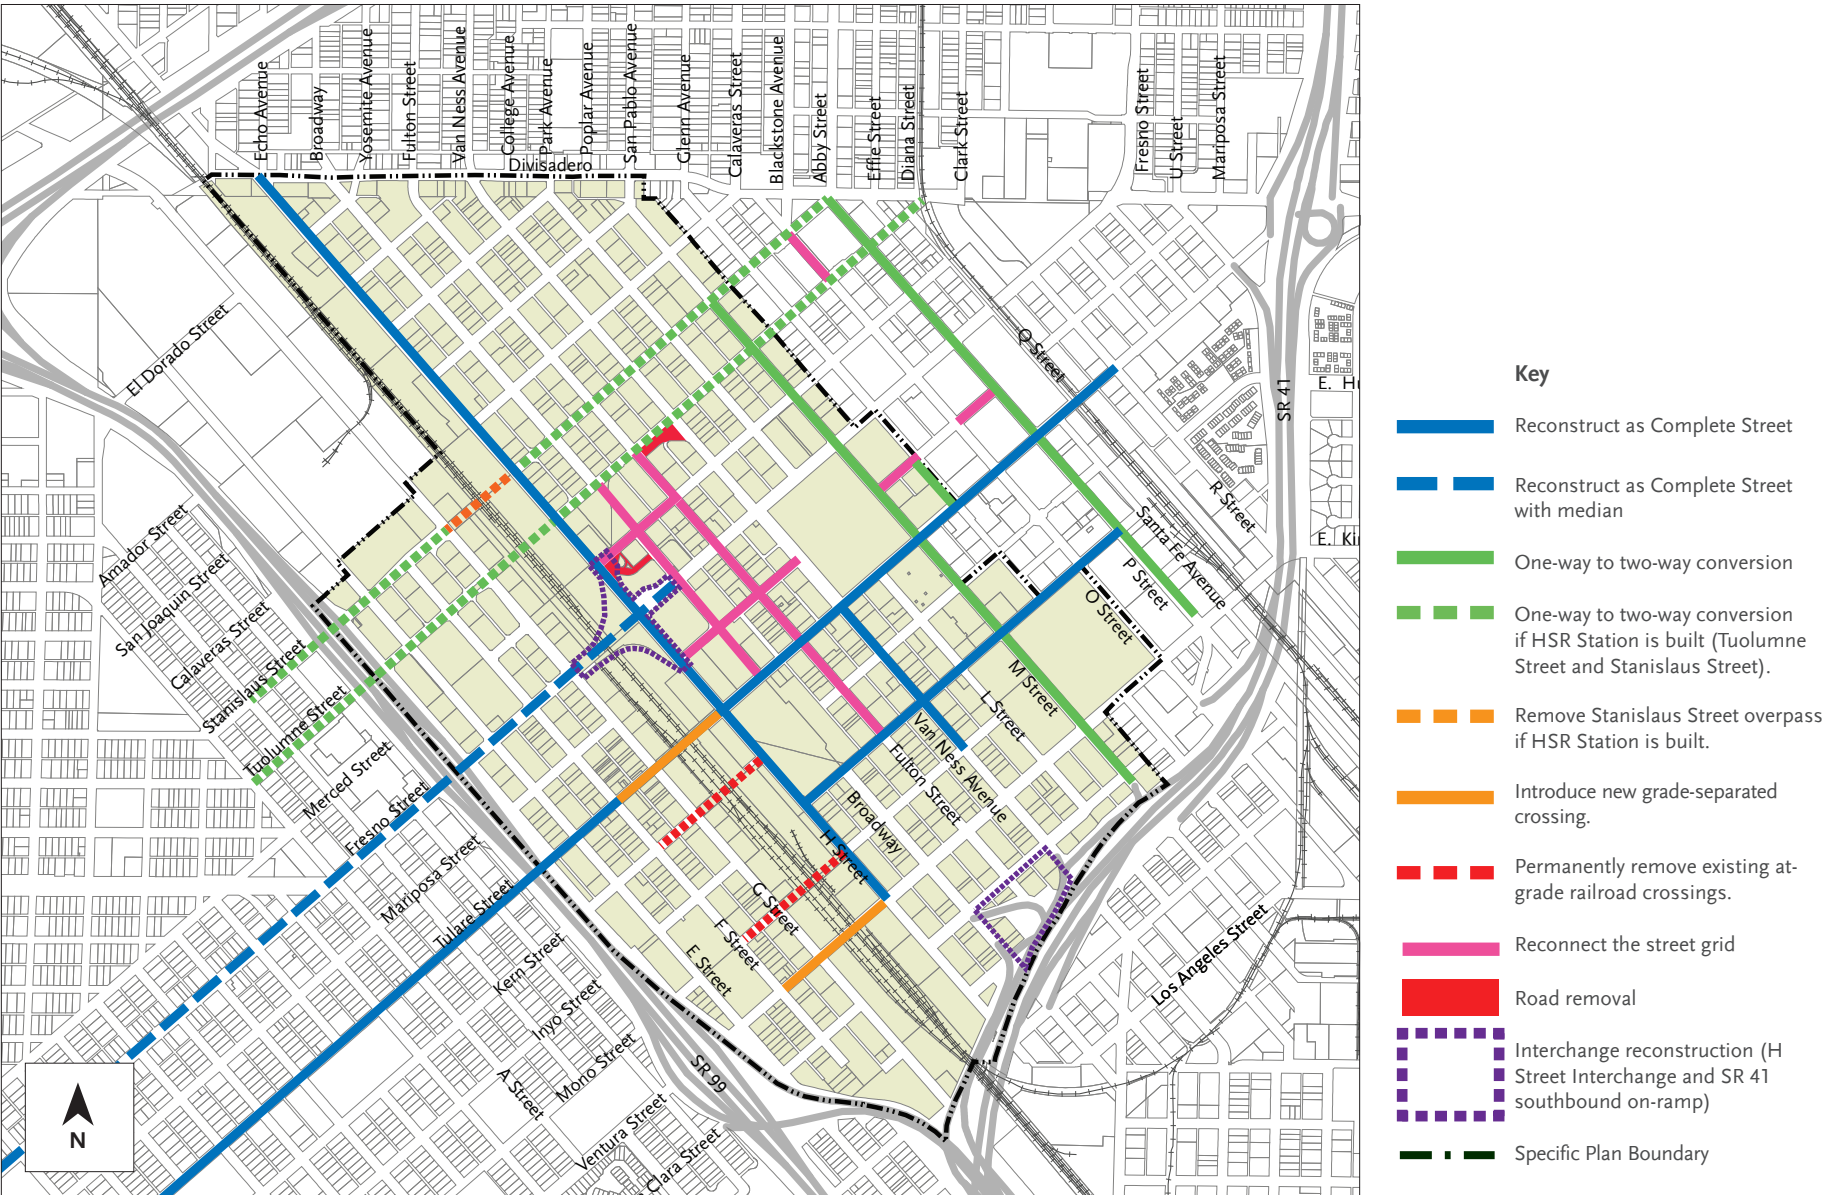 Echo Avenue
Broadway
Yosemite Avenue
Fulton Street
Van Ness Avenue
College Avenue
Park Avenue
Poplar Avenue
San Pablo Avenue
Glenn Avenue
Calaveras Street
Blackstone Avenue
Abby Street
Effie Street
Diana Street
Clark Street
Fresno Street
U Street
Mariposa Street
Divisadero
El Dorado Street
Q Street
SR 41
E. Ki
R Street
Santa Fe Avenue
P Street
O Street
Amador Street
San Joaquin Street
Calaveras Street
Stanislaus Street
Tuolumne Street
Merced Street
Fresno Street
Mariposa Street
Tulare Street
Kern Street
Inyo Street
Mono Street
Ventura Street
Clara Street
A Street
SR 99
M Street
L Street
Van Ness Avenue
Fulton Street
Broadway
H Street
G Street
F Street
E Street
Los Angeles Street
N
Key
Reconstruct as Complete Street
Reconstruct as Complete Street
with median
One-way to two-way conversion
One-way to two-way conversion
if HSR Station is built (Tuolumne
Street and Stanislaus Street).
Remove Stanislaus Street overpass
if HSR Station is built.
Introduce new grade-separated
crossing.
Permanently remove existing at-
grade railroad crossings.
Reconnect the street grid
Road removal
Interchange reconstruction (H
Street Interchange and SR 41
southbound on-ramp)
Specific Plan Boundary